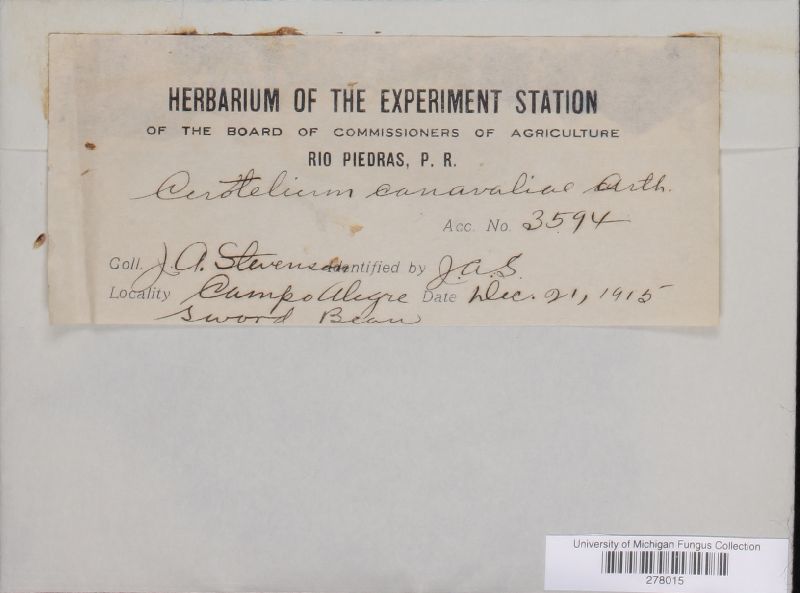 HERBARIUM OF THE EXPERIMENT STATION
OF THE BOARD OF COMMISSIONERS OF AGRICULTURE
RIO PIEDRAS, P. R.
Cerotelium canavaliae Arth.
Acc. No. 3594
Coll. J. A. Stevenson Identified by J.A.S.
Locality Campo Alegre Date Dec. 21, 1915
Sword Bean
University of Michigan Fungus Collection
278015